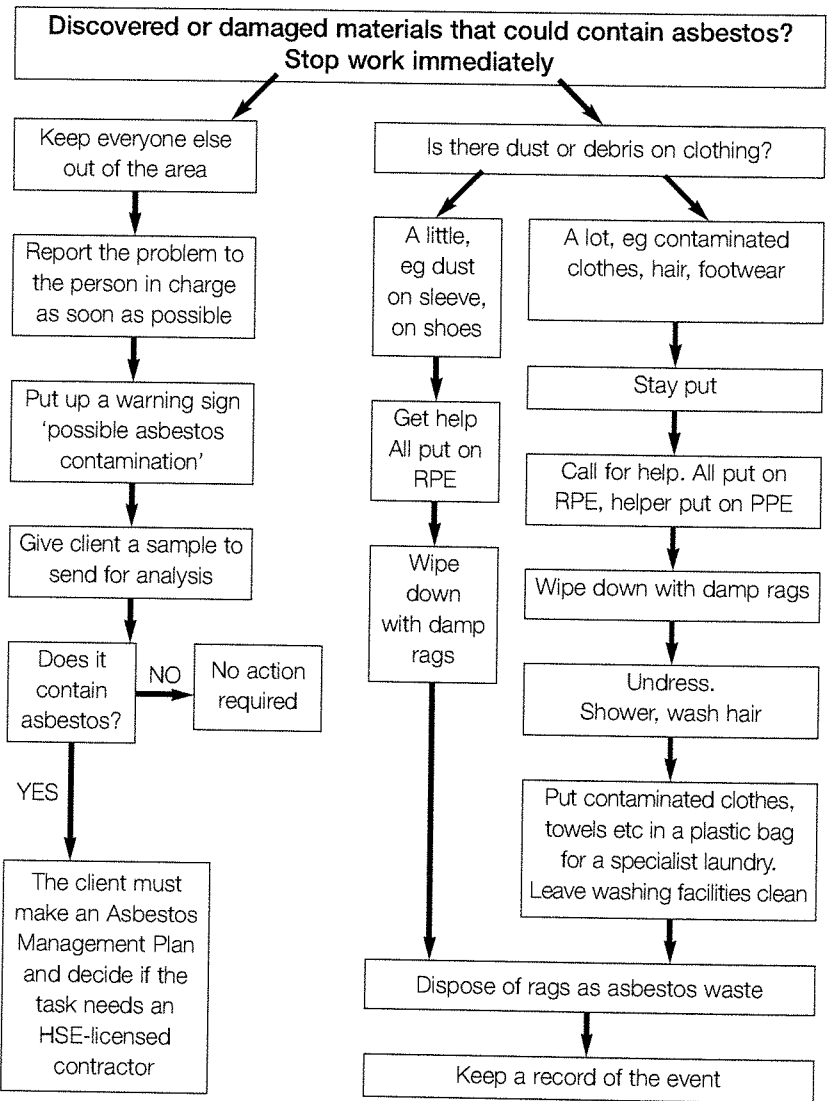 Discovered or damaged materials that could contain asbestos?
Stop work immediately
Keep everyone else
out of the area
Report the problem to
the person in charge
as soon as possible
Put up a warning sign
'possible asbestos
contamination'
Give client a sample to
send for analysis
Does it
contain
asbestos?
NO
No action
required
YES
The client must
make an Asbestos
Management Plan
and decide if the
task needs an
HSE-licensed
contractor
Is there dust or debris on clothing?
A little,
eg dust
on sleeve,
on shoes
Get help
All put on
RPE
Wipe
down
with damp
rags
A lot, eg contaminated
clothes, hair, footwear
Stay put
Call for help. All put on
RPE, helper put on PPE
Wipe down with damp rags
Undress.
Shower, wash hair
Put contaminated clothes,
towels etc in a plastic bag
for a specialist laundry.
Leave washing facilities clean
Dispose of rags as asbestos waste
Keep a record of the event